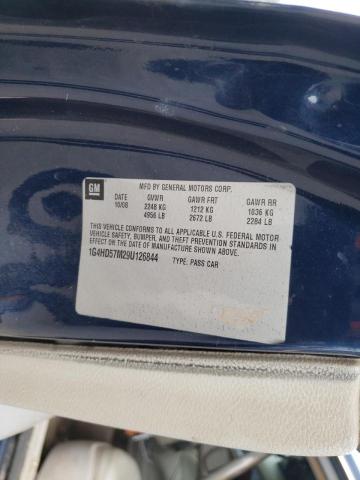 GM
MFD BY GENERAL MOTORS CORP.
DATE GVWR GAWR FRT GAWR RR
10/08 2248 KG 1212 KG 1036 KG
4956 LB 2672 LB 2284 LB
THIS VEHICLE CONFORMS TO ALL APPLICABLE U.S. FEDERAL MOTOR
VEHICLE SAFETY, BUMPER, AND THEFT PREVENTION STANDARDS IN
EFFECT ON THE DATE OF MANUFACTURE SHOWN ABOVE.
1G4HD57M29U126844 TYPE: PASS CAR